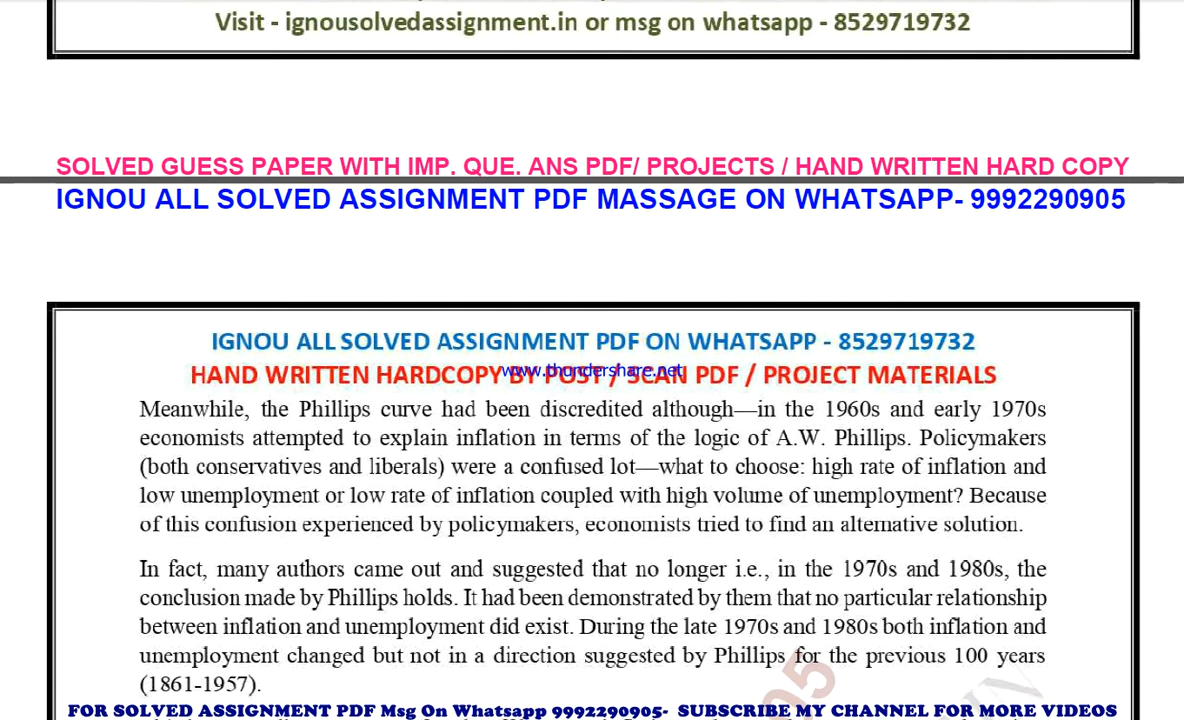 Visit - ignousolvedassignment.in or msg on whatsapp - 8529719732
SOLVED GUESS PAPER WITH IMP. QUE. ANS PDF/ PROJECTS / HAND WRITTEN HARD COPY
IGNOU ALL SOLVED ASSIGNMENT PDF MASSAGE ON WHATSAPP- 9992290905
IGNOU ALL SOLVED ASSIGNMENT PDF ON WHATSAPP - 8529719732
HAND WRITTEN HARDCOPY BY POST / SCAN PDF / PROJECT MATERIALS
www.thundershare.net
Meanwhile, the Phillips curve had been discredited although—in the 1960s and early 1970s
economists attempted to explain inflation in terms of the logic of A.W. Phillips. Policymakers
(both conservatives and liberals) were a confused lot—what to choose: high rate of inflation and
low unemployment or low rate of inflation coupled with high volume of unemployment? Because
of this confusion experienced by policymakers, economists tried to find an alternative solution.
In fact, many authors came out and suggested that no longer i.e., in the 1970s and 1980s, the
conclusion made by Phillips holds. It had been demonstrated by them that no particular relationship
between inflation and unemployment did exist. During the late 1970s and 1980s both inflation and
unemployment changed but not in a direction suggested by Phillips for the previous 100 years
(1861-1957).
FOR SOLVED ASSIGNMENT PDF Msg On Whatsapp 9992290905- SUBSCRIBE MY CHANNEL FOR MORE VIDEOS